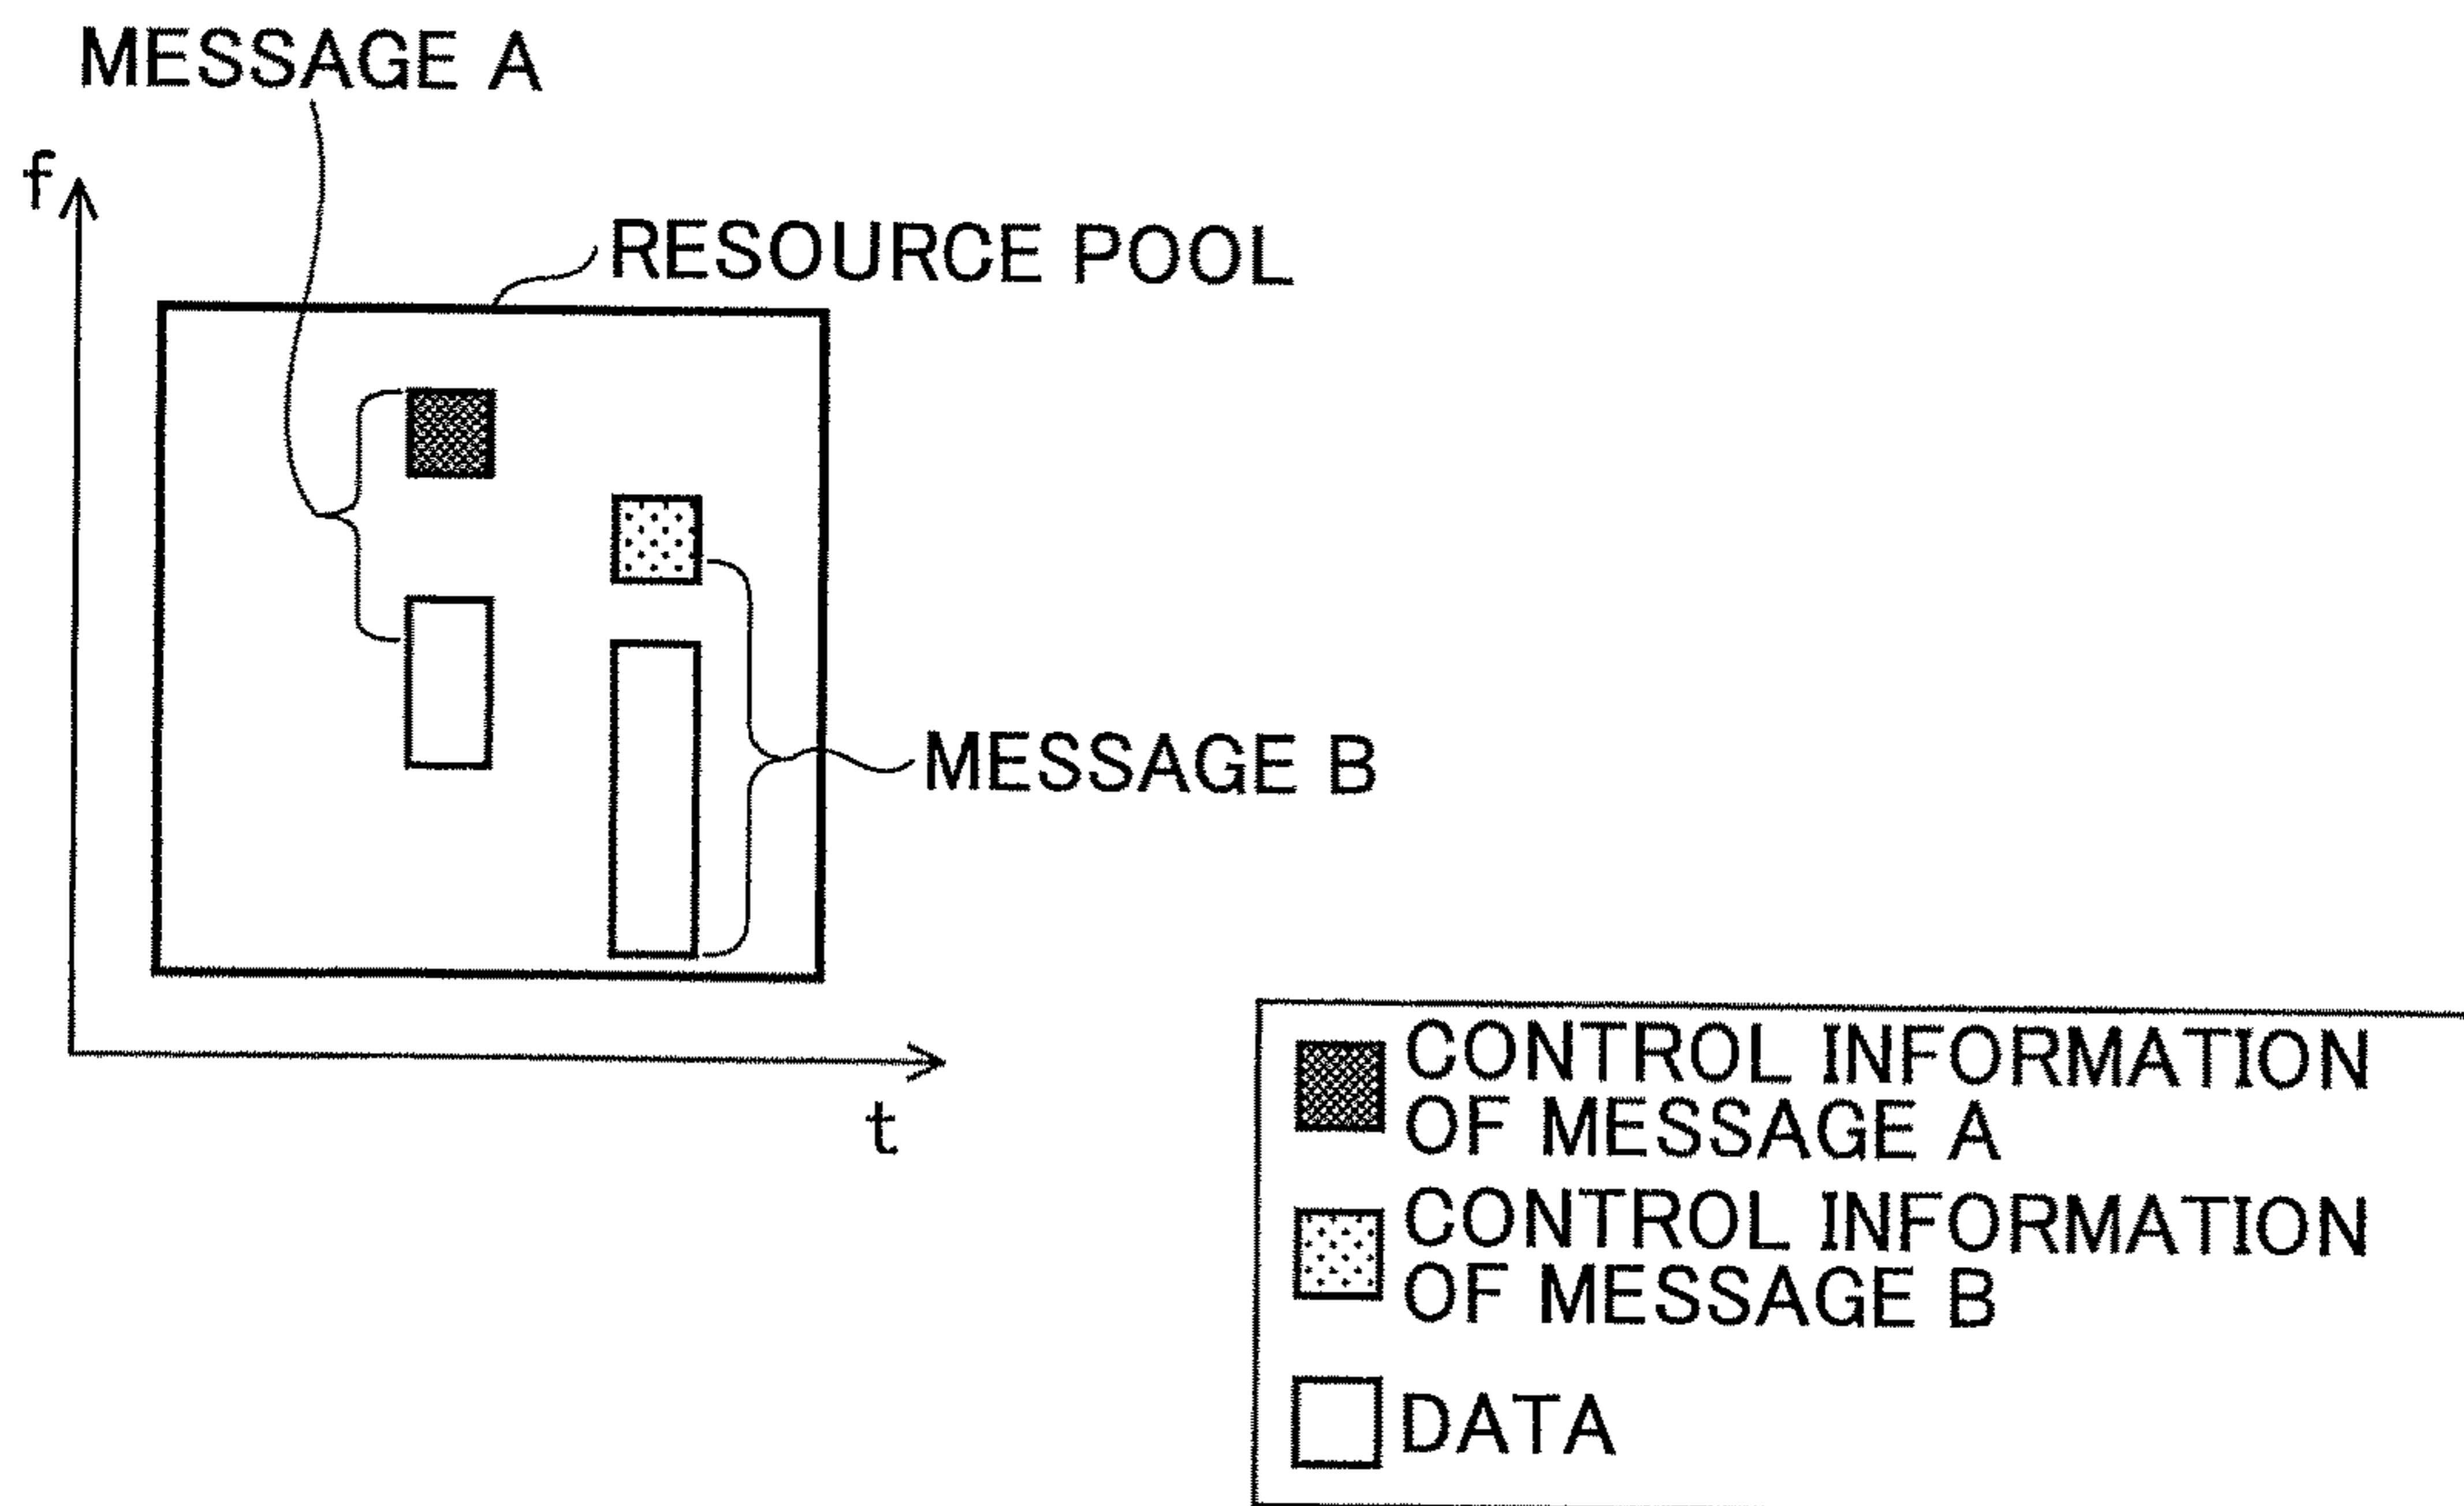 MESSAGE A
f
RESOURCE POOL
MESSAGE B
t
CONTROL INFORMATION
OF MESSAGE A
CONTROL INFORMATION
OF MESSAGE B
DATA